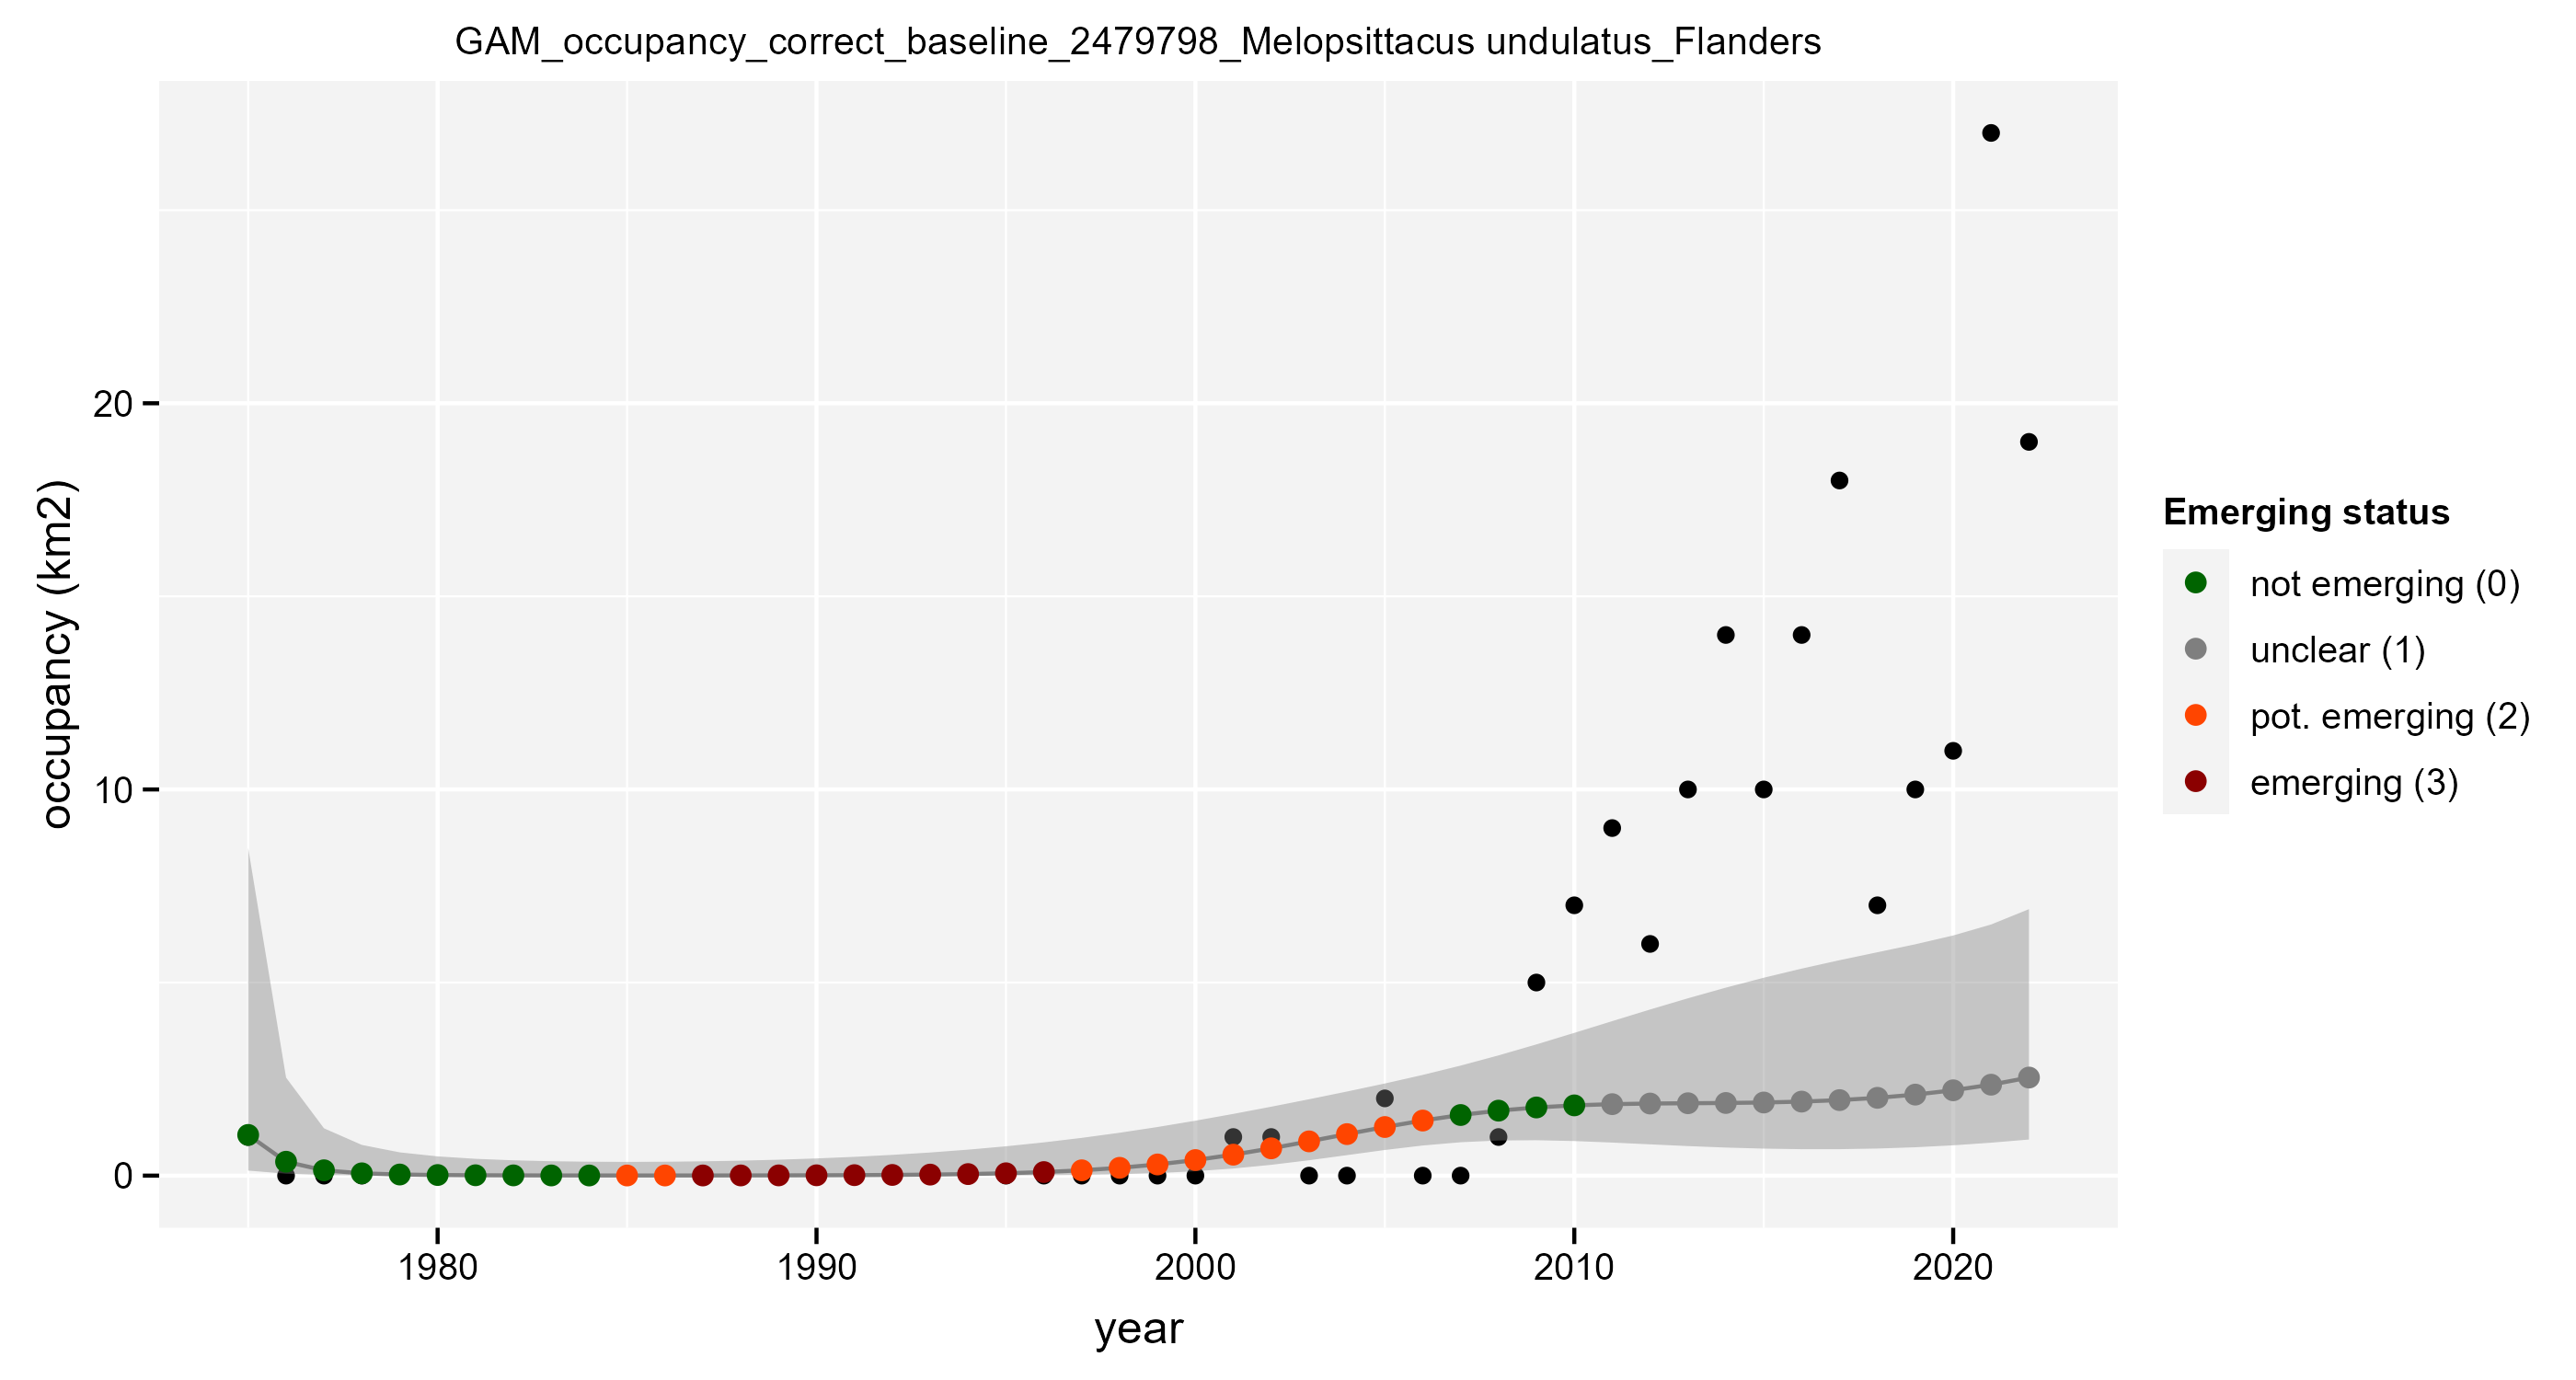 GAM_occupancy_correct_baseline_2479798_Melopsittacus undulatus_Flanders
occupancy (km2)
20
10
0
1980
1990
2000
2010
2020
year
Emerging status
not emerging (0)
unclear (1)
pot. emerging (2)
emerging (3)